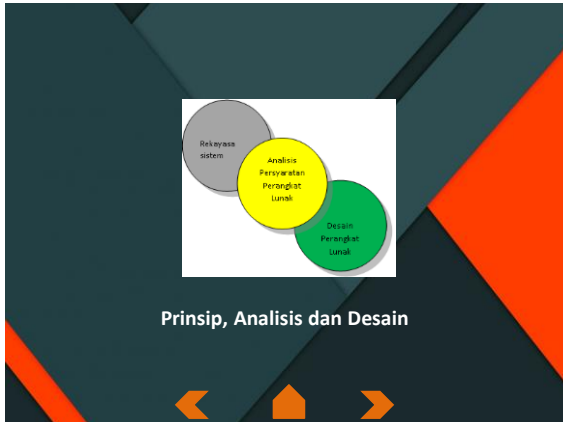 Rekayasa
sistem
Analisis
Persyaratan
Perangkat
Lunak
Desain
Perangkat
Lunak
Prinsip, Analisis dan Desain